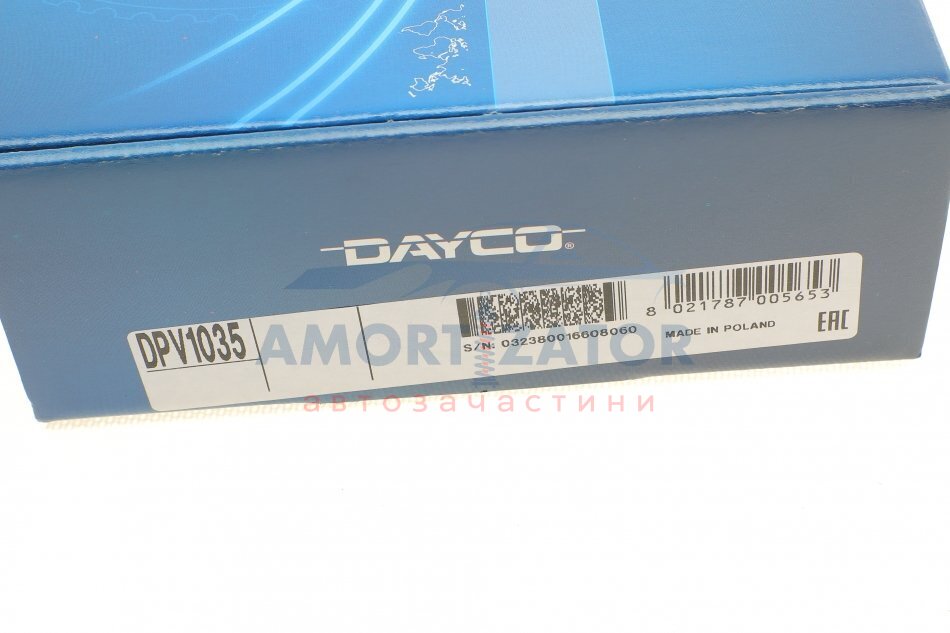 DAYCO®
DPV1035
S/N: 032380016608060
8 021787 005653
MADE IN POLAND
EAC
AMORTIZATOR
автозачастини